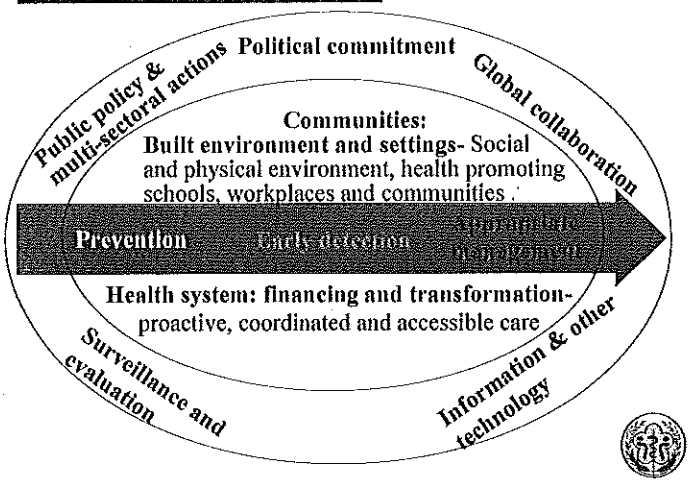 Political commitment
Public policy &
multi-sectoral actions
Global collaboration
Communities:
Built environment and settings- Social
and physical environment, health promoting
schools, workplaces and communities .
Prevention
Early detection
Appropriate
management
Health system: financing and transformation-
proactive, coordinated and accessible care
Surveillance and
evaluation
Information & other
technology